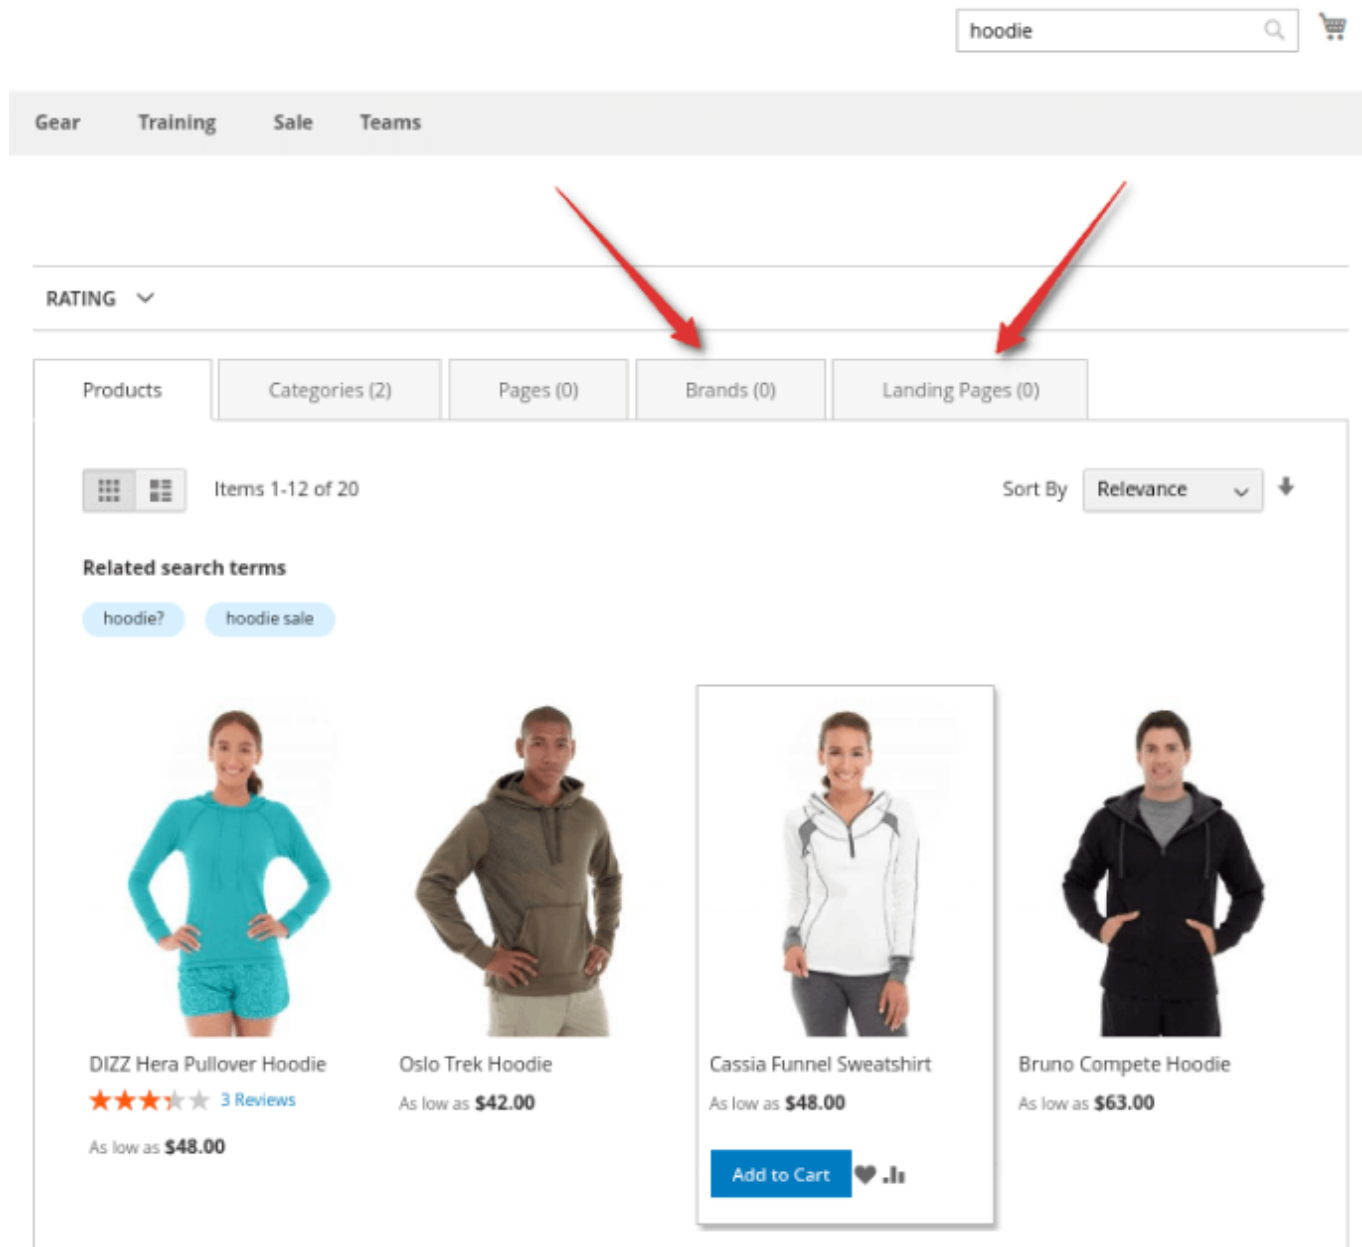 hoodie
Gear Training Sale Teams
RATING
Products Categories (2) Pages (0) Brands (0) Landing Pages (0)
Items 1-12 of 20 Sort By Relevance
Related search terms
hoodie? hoodie sale
DIZZ Hera Pullover Hoodie Oslo Trek Hoodie Cassia Funnel Sweatshirt Bruno Compete Hoodie
3 Reviews As low as $42.00 As low as $48.00 As low as $63.00
As low as $48.00
Add to Cart